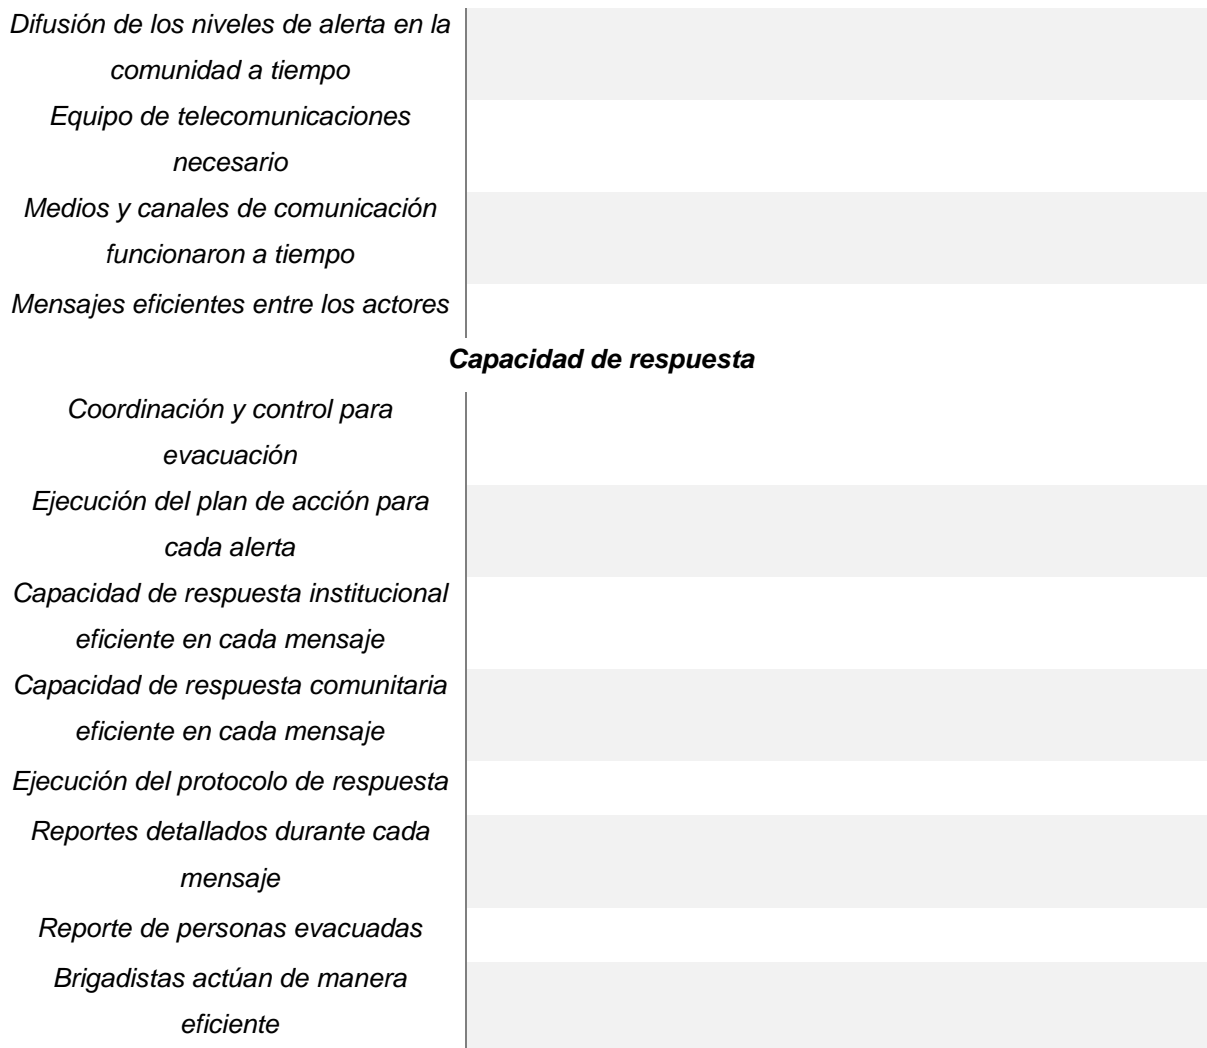 Difusión de los niveles de alerta en la
comunidad a tiempo
Equipo de telecomunicaciones
necesario
Medios y canales de comunicación
funcionaron a tiempo
Mensajes eficientes entre los actores
Capacidad de respuesta
Coordinación y control para
evacuación
Ejecución del plan de acción para
cada alerta
Capacidad de respuesta institucional
eficiente en cada mensaje
Capacidad de respuesta comunitaria
eficiente en cada mensaje
Ejecución del protocolo de respuesta
Reportes detallados durante cada
mensaje
Reporte de personas evacuadas
Brigadistas actúan de manera
eficiente